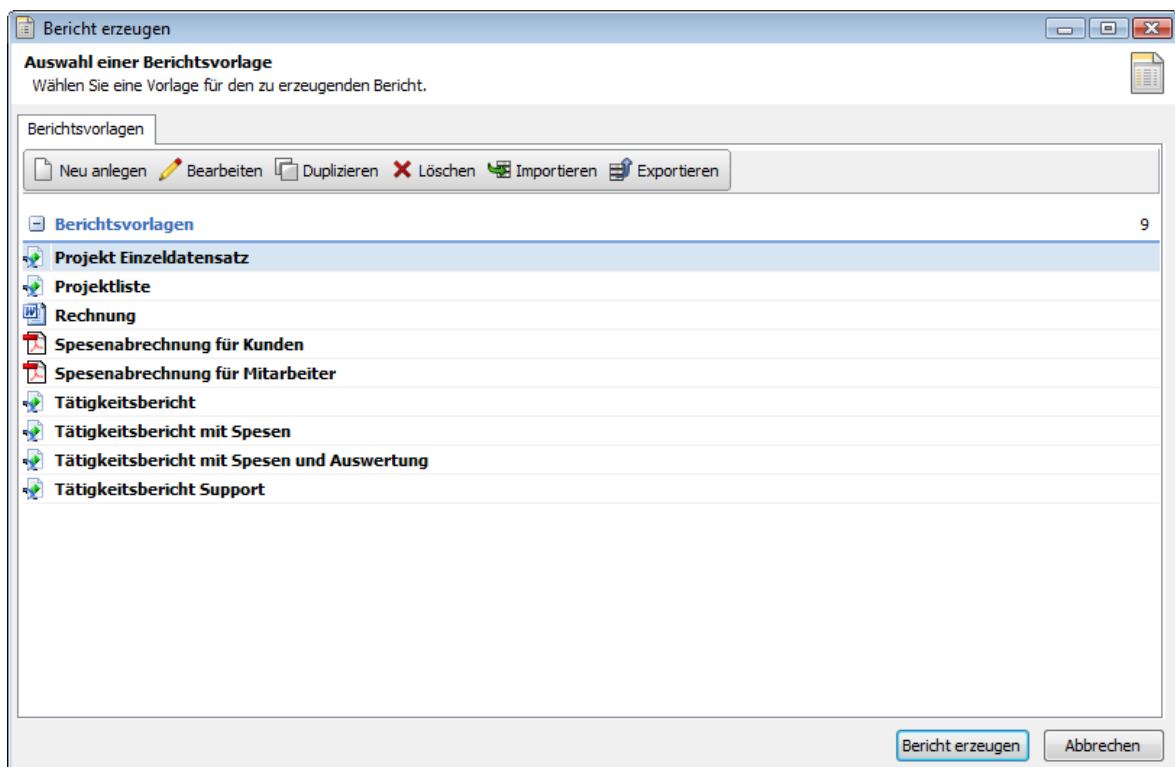 Bericht erzeugen
Auswahl einer Berichtsvorlage
Wählen Sie eine Vorlage für den zu erzeugenden Bericht.
Berichtsvorlagen
Neu anlegen Bearbeiten Duplizieren Löschen Importieren Exportieren
Berichtsvorlagen 9
Projekt Einzeldatensatz
Projektliste
Rechnung
Spesenabrechnung für Kunden
Spesenabrechnung für Mitarbeiter
Tätigkeitsbericht
Tätigkeitsbericht mit Spesen
Tätigkeitsbericht mit Spesen und Auswertung
Tätigkeitsbericht Support
Bericht erzeugen Abbrechen